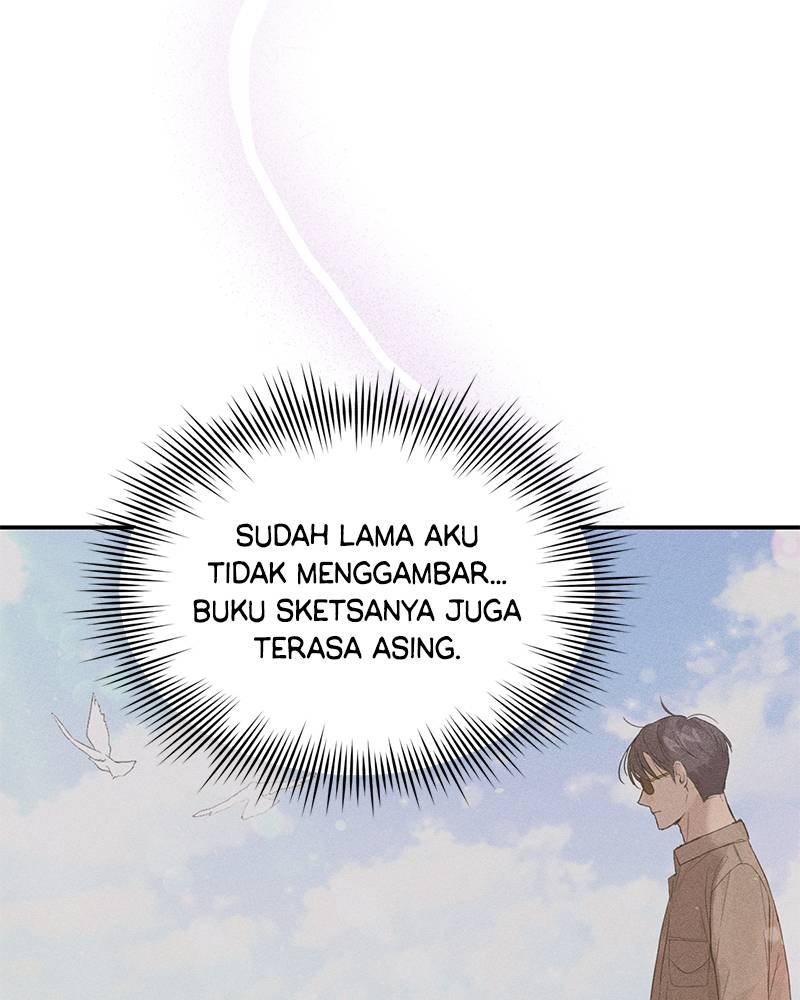 SUDAH LAMA AKU
TIDAK MENGGAMBAR...
BUKU SKETSANYA JUGA
TERASA ASING.